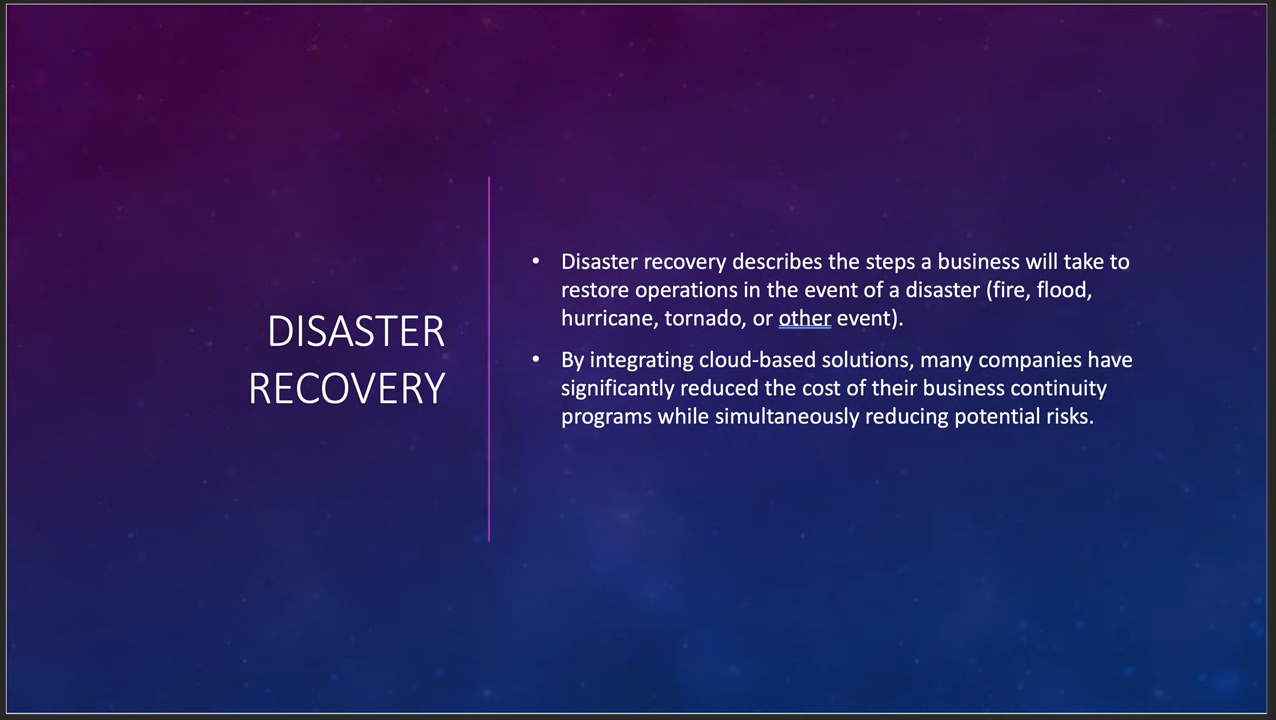 DISASTER
RECOVERY
• Disaster recovery describes the steps a business will take to
restore operations in the event of a disaster (fire, flood,
hurricane, tornado, or other event).
• By integrating cloud-based solutions, many companies have
significantly reduced the cost of their business continuity
programs while simultaneously reducing potential risks.